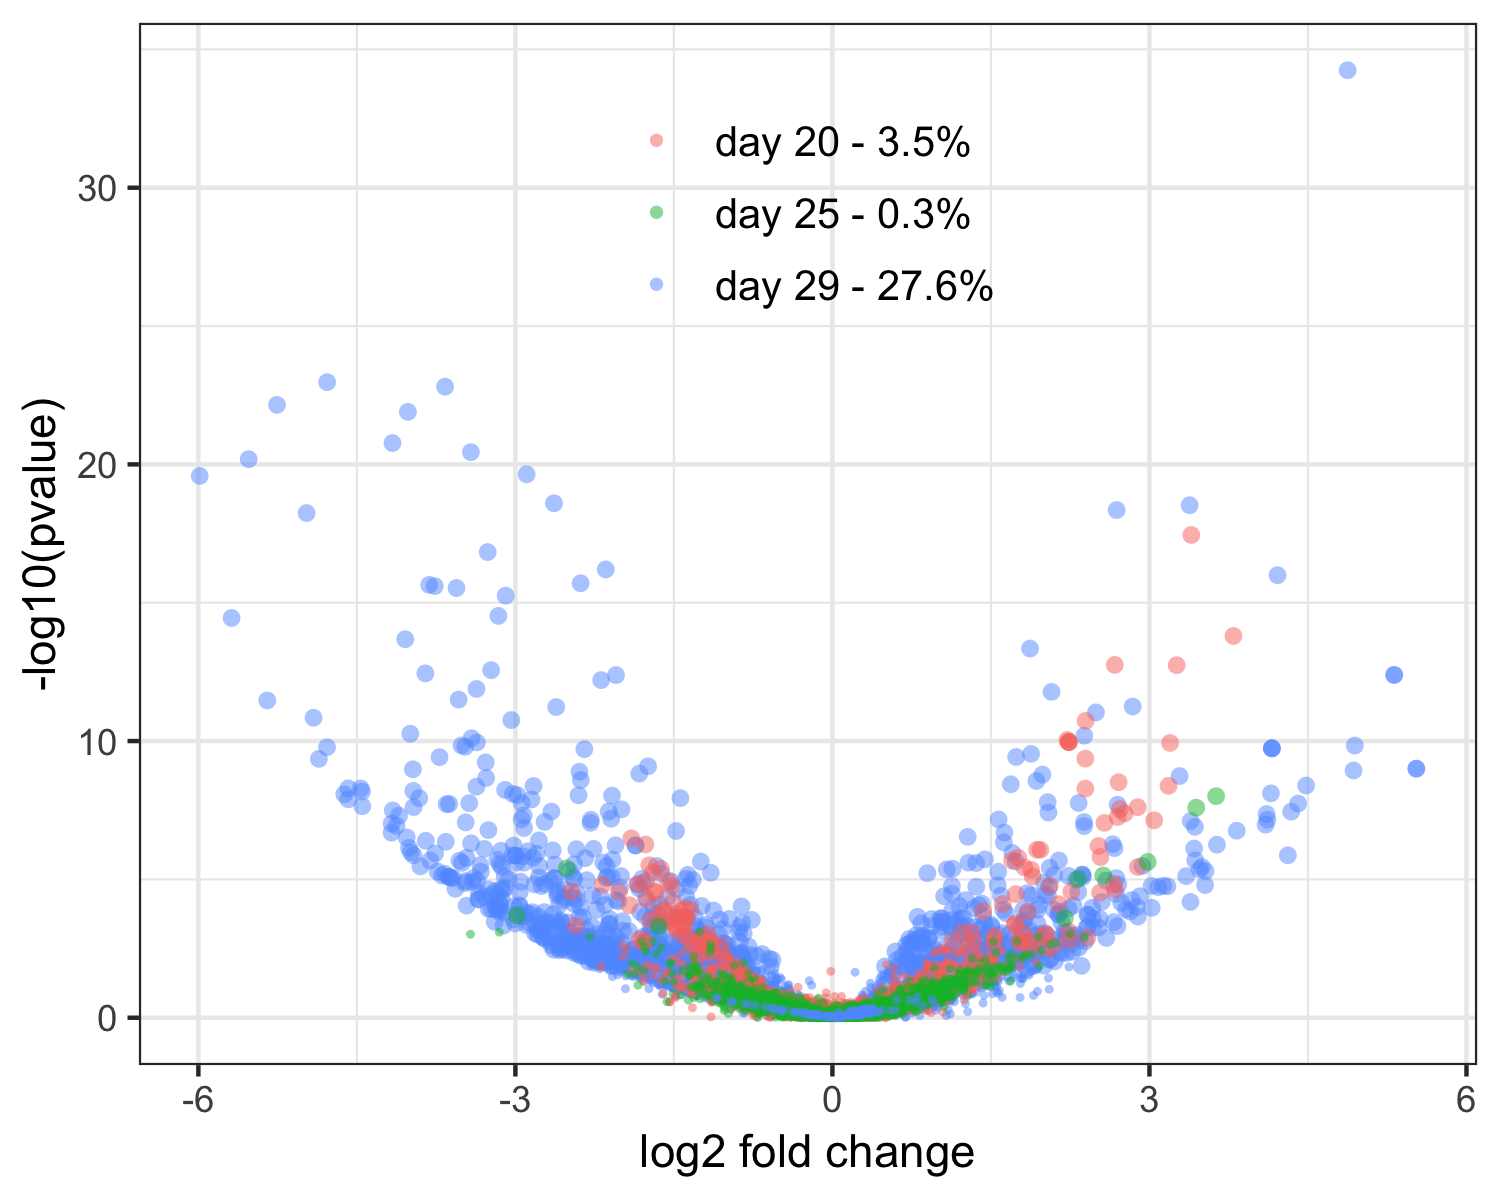 day 20 - 3.5%
day 25 - 0.3%
day 29 - 27.6%
-log10(pvalue)
30
20
10
0
-6 -3 0 3 6
log2 fold change